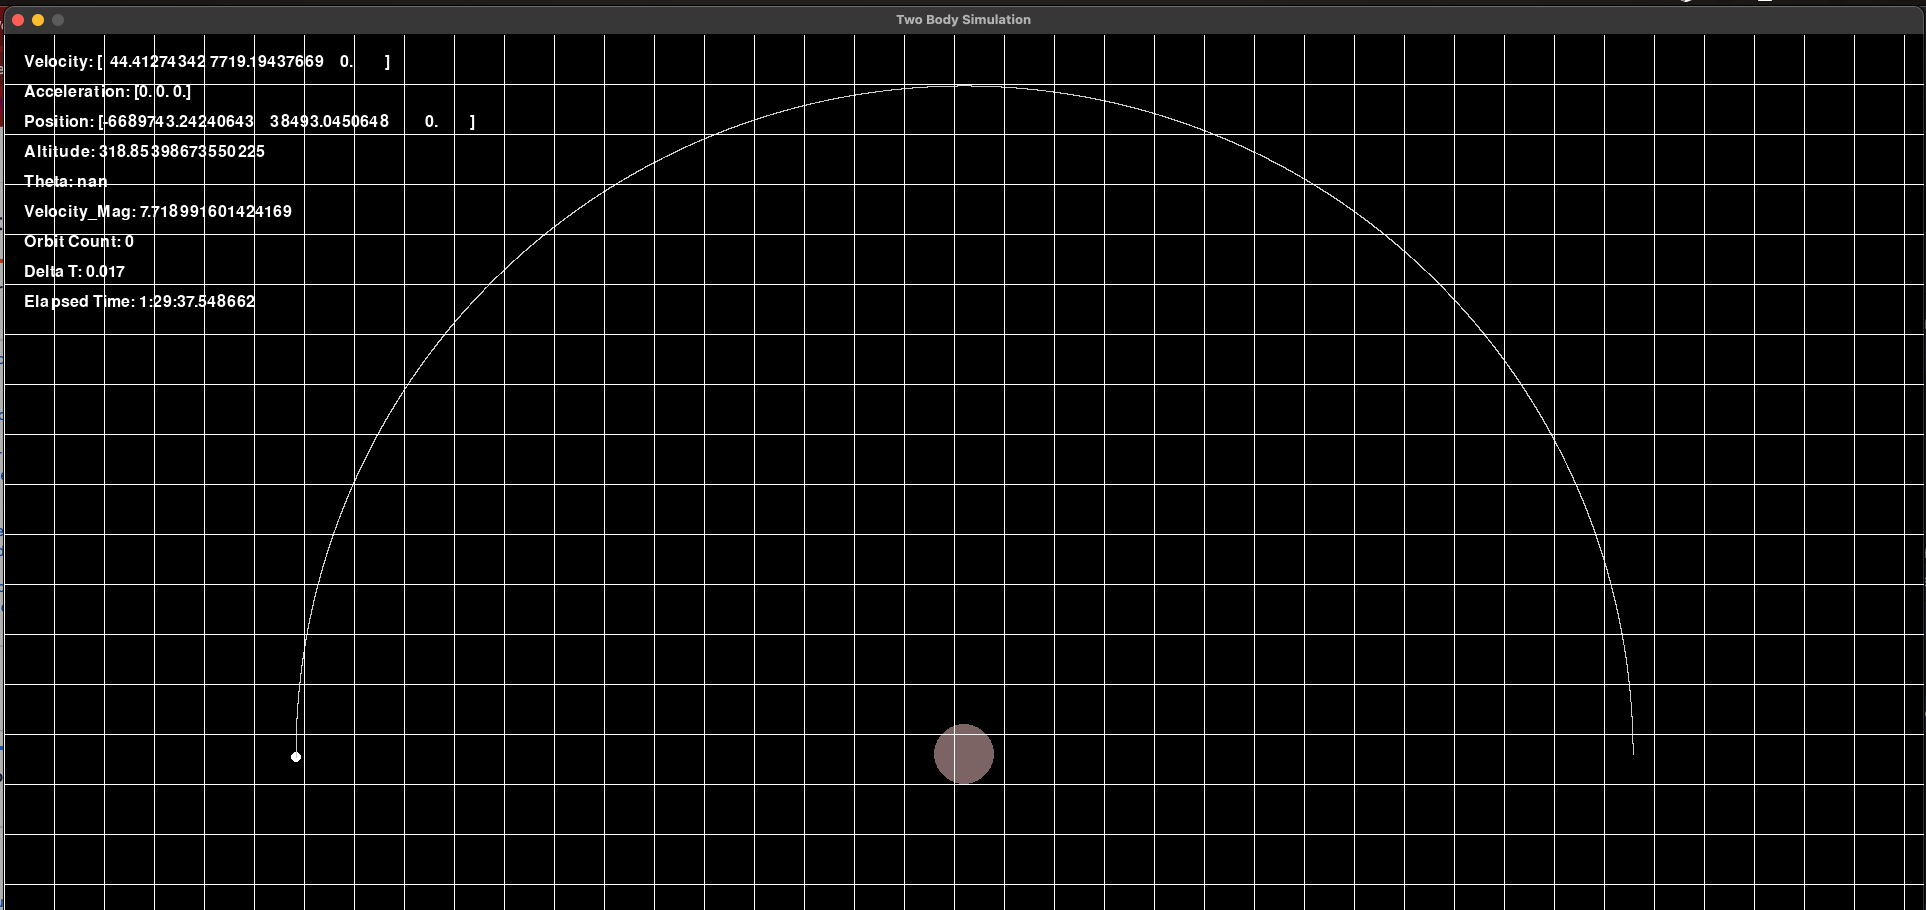 Two Body Simulation
Velocity: [ 44.41274342 7719.19437669 0. ]
Acceleration: [0. 0. 0.]
Position: [-6689743.24240643 38493.0450648 0. ]
Altitude: 318.85398673550225
Theta: nan
Velocity_Mag: 7.718991601424169
Orbit Count: 0
Delta T: 0.017
Elapsed Time: 1:29:37.548662